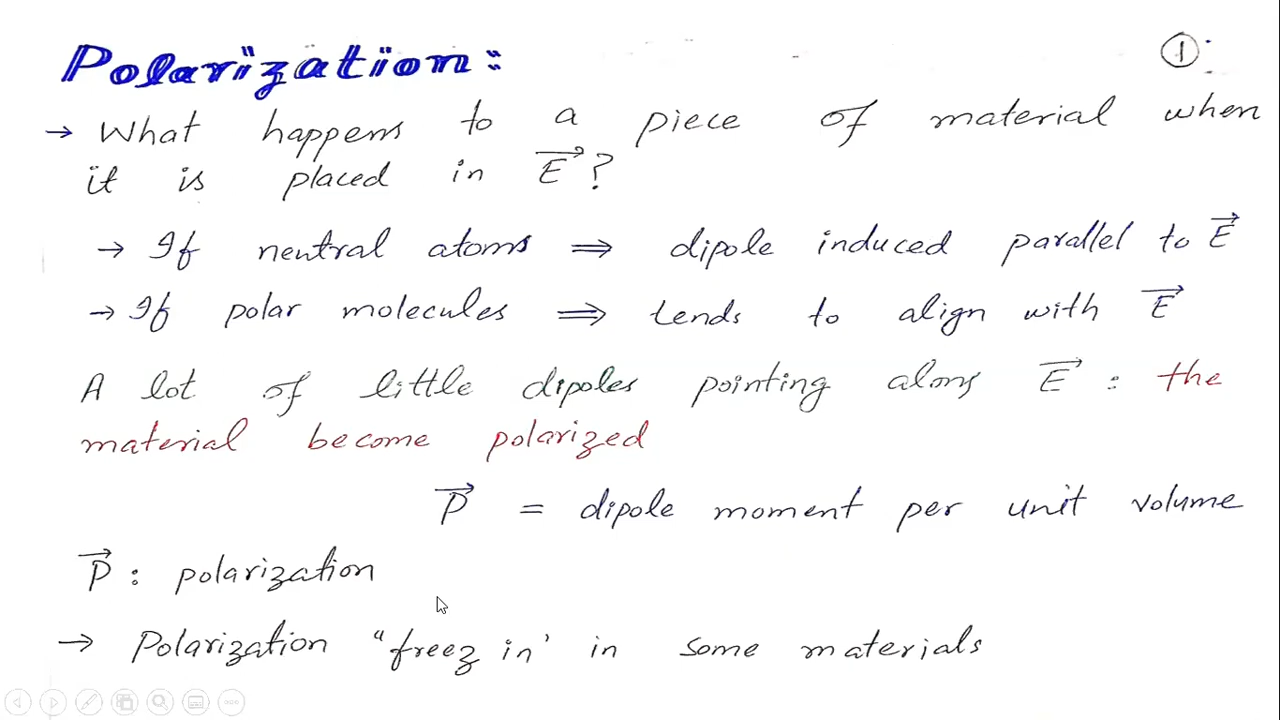 Polarization:
①
→ What happens to a piece of material when
it is placed in E⃗?
→ If neutral atoms ⇒ dipole induced parallel to E⃗
→ If polar molecules ⇒ tends to align with E⃗
A lot of little dipoles pointing along E⃗ : the
material become polarized
P⃗ = dipole moment per unit volume
P⃗ : polarization
→ Polarization "freez in' in some materials